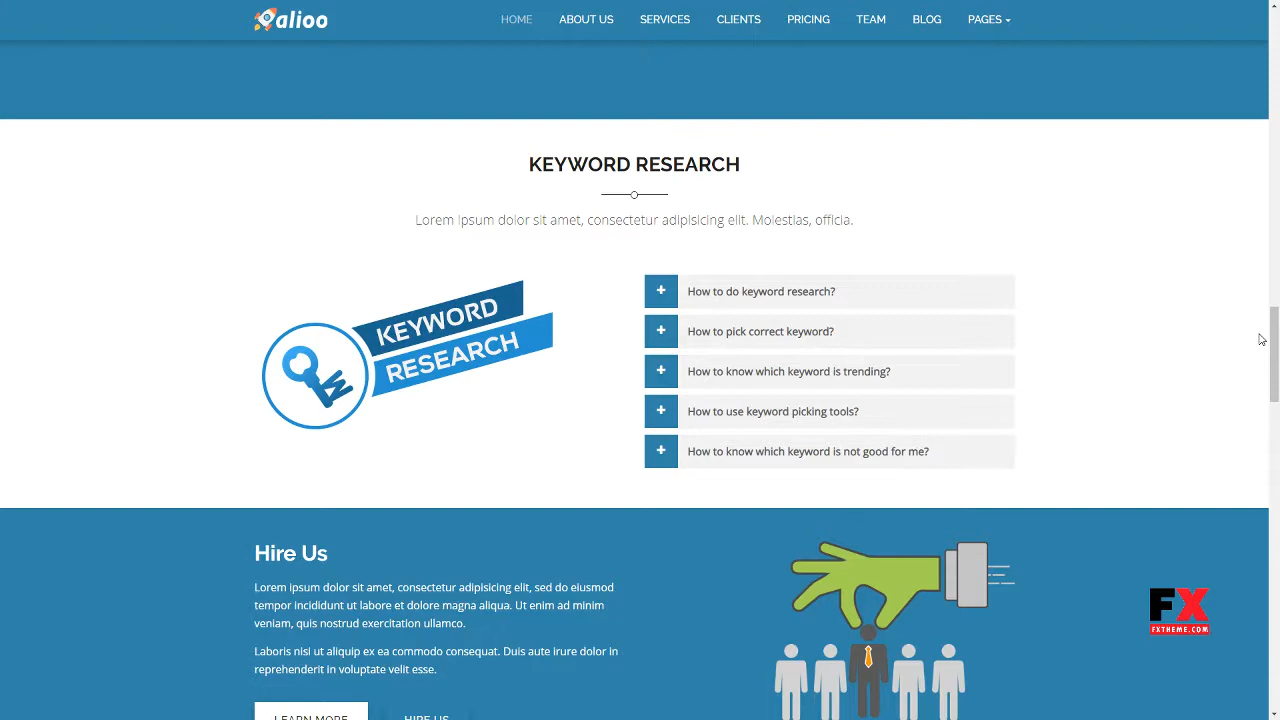 alioo
HOME ABOUT US SERVICES CLIENTS PRICING TEAM BLOG PAGES
KEYWORD RESEARCH
Lorem ipsum dolor sit amet, consectetur adipisicing elit. Molestias, officia.
KEYWORD
RESEARCH
How to do keyword research?
How to pick correct keyword?
How to know which keyword is trending?
How to use keyword picking tools?
How to know which keyword is not good for me?
Hire Us
Lorem ipsum dolor sit amet, consectetur adipisicing elit, sed do eiusmod
tempor incididunt ut labore et dolore magna aliqua. Ut enim ad minim
veniam, quis nostrud exercitation ullamco.
Laboris nisi ut aliquip ex ea commodo consequat. Duis aute irure dolor in
reprehenderit in voluptate velit esse.
LEARN MORE HIRE US
FX
FXTHEME.COM